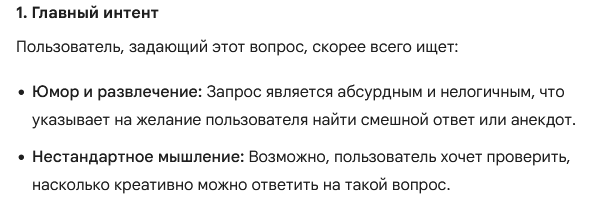 1. Главный интент
Пользователь, задающий этот вопрос, скорее всего ищет:
• Юмор и развлечение: Запрос является абсурдным и нелогичным, что
указывает на желание пользователя найти смешной ответ или анекдот.
• Нестандартное мышление: Возможно, пользователь хочет проверить,
насколько креативно можно ответить на такой вопрос.